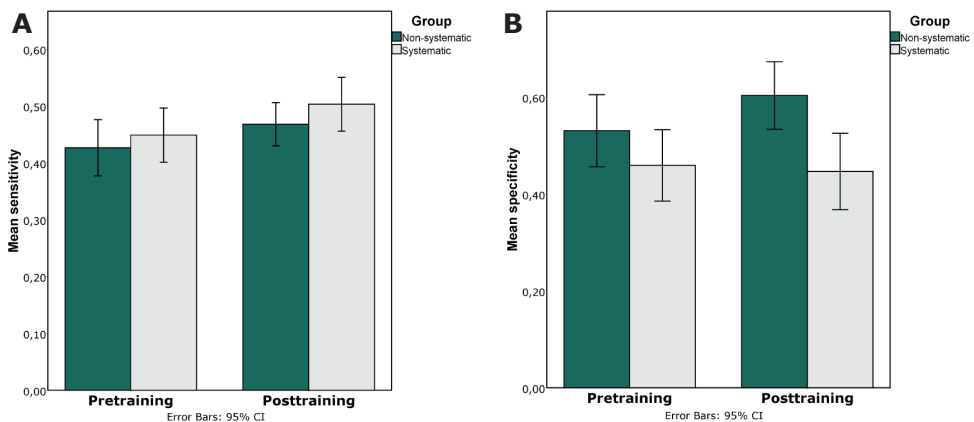 A
Group
Non-systematic
Systematic
Mean sensitivity
0,60
0,50
0,40
0,30
0,20
0,10
0,00
Pretraining
Posttraining
Error Bars: 95% CI
B
Group
Non-systematic
Systematic
Mean specificity
0,60
0,40
0,20
0,00
Pretraining
Posttraining
Error Bars: 95% CI